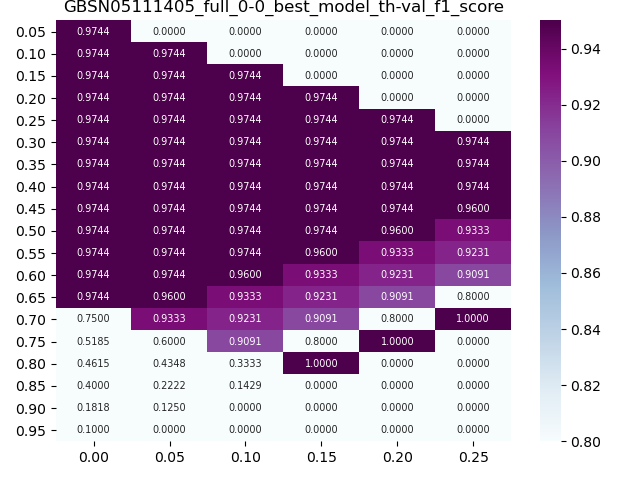 GBSN05111405_full_0-0_best_model_th-val_f1_score
0.05 0.9744 0.0000 0.0000 0.0000 0.0000 0.0000
0.10 0.9744 0.9744 0.0000 0.0000 0.0000 0.0000
0.15 0.9744 0.9744 0.9744 0.0000 0.0000 0.0000
0.20 0.9744 0.9744 0.9744 0.9744 0.0000 0.0000
0.25 0.9744 0.9744 0.9744 0.9744 0.9744 0.0000
0.30 0.9744 0.9744 0.9744 0.9744 0.9744 0.9744
0.35 0.9744 0.9744 0.9744 0.9744 0.9744 0.9744
0.40 0.9744 0.9744 0.9744 0.9744 0.9744 0.9744
0.45 0.9744 0.9744 0.9744 0.9744 0.9744 0.9600
0.50 0.9744 0.9744 0.9744 0.9744 0.9600 0.9333
0.55 0.9744 0.9744 0.9744 0.9600 0.9333 0.9231
0.60 0.9744 0.9744 0.9600 0.9333 0.9231 0.9091
0.65 0.9744 0.9600 0.9333 0.9231 0.9091 0.8000
0.70 0.7500 0.9333 0.9231 0.9091 0.8000 1.0000
0.75 0.5185 0.6000 0.9091 0.8000 1.0000 0.0000
0.80 0.4615 0.4348 0.3333 1.0000 0.0000 0.0000
0.85 0.4000 0.2222 0.1429 0.0000 0.0000 0.0000
0.90 0.1818 0.1250 0.0000 0.0000 0.0000 0.0000
0.95 0.1000 0.0000 0.0000 0.0000 0.0000 0.0000
0.00 0.05 0.10 0.15 0.20 0.25
0.94
0.92
0.90
0.88
0.86
0.84
0.82
0.80